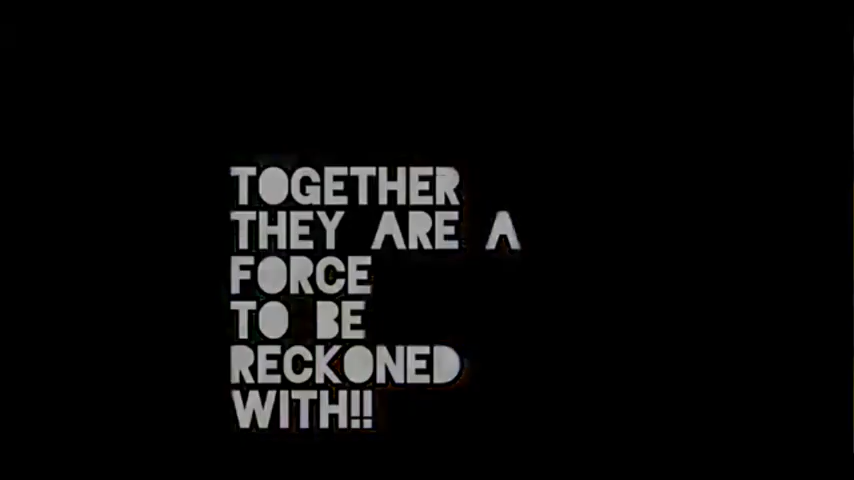 TOGETHER
THEY ARE A
FORCE
TO BE
RECKONED
WITH!!